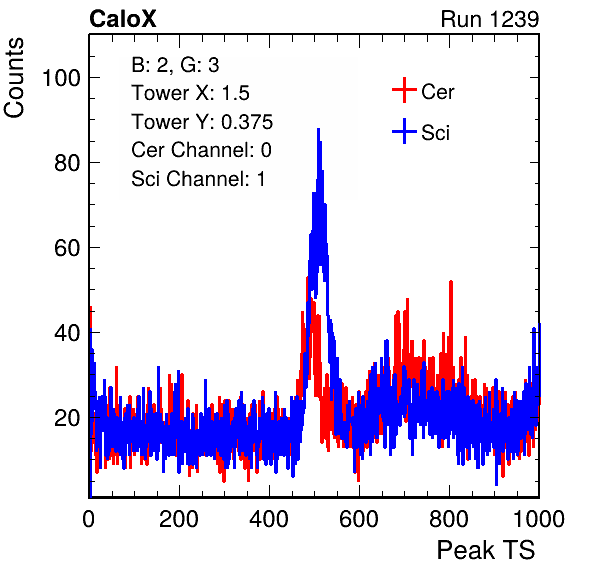 CaloX Run 1239
Counts
B: 2, G: 3
Tower X: 1.5
Tower Y: 0.375
Cer Channel: 0
Sci Channel: 1
Cer
Sci
100
80
60
40
20
0 200 400 600 800 1000
Peak TS